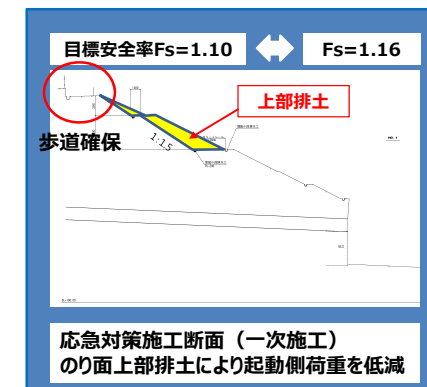 目標安全率Fs=1.10
Fs=1.16
上部排土
歩道確保
1:1.5
NO. 1
応急対策施工断面（一次施工）
のり面上部排土により起動側荷重を低減